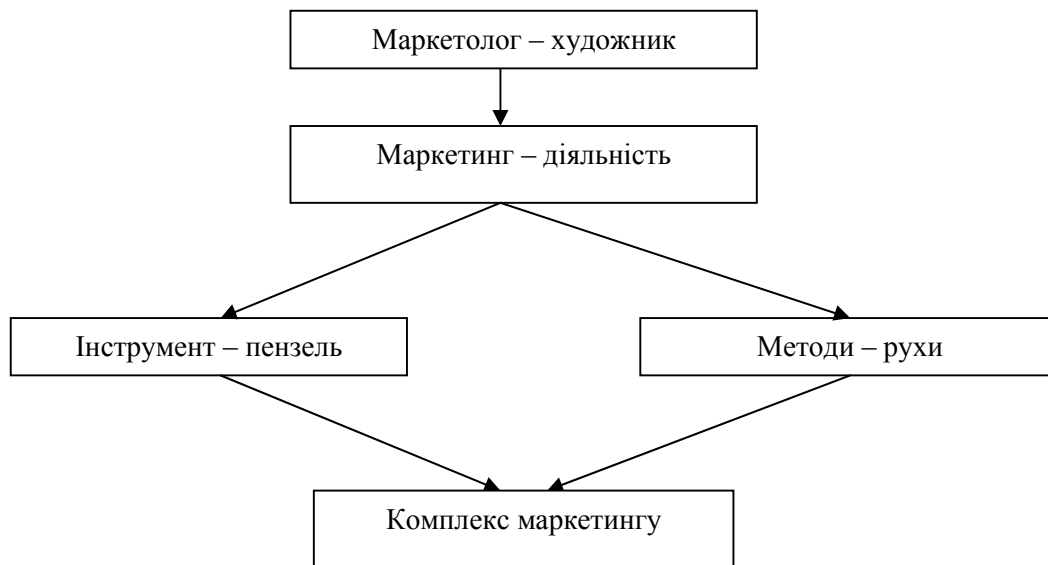 Маркетолог – художник
Маркетинг – діяльність
Інструмент – пензель
Методи – рухи
Комплекс маркетингу